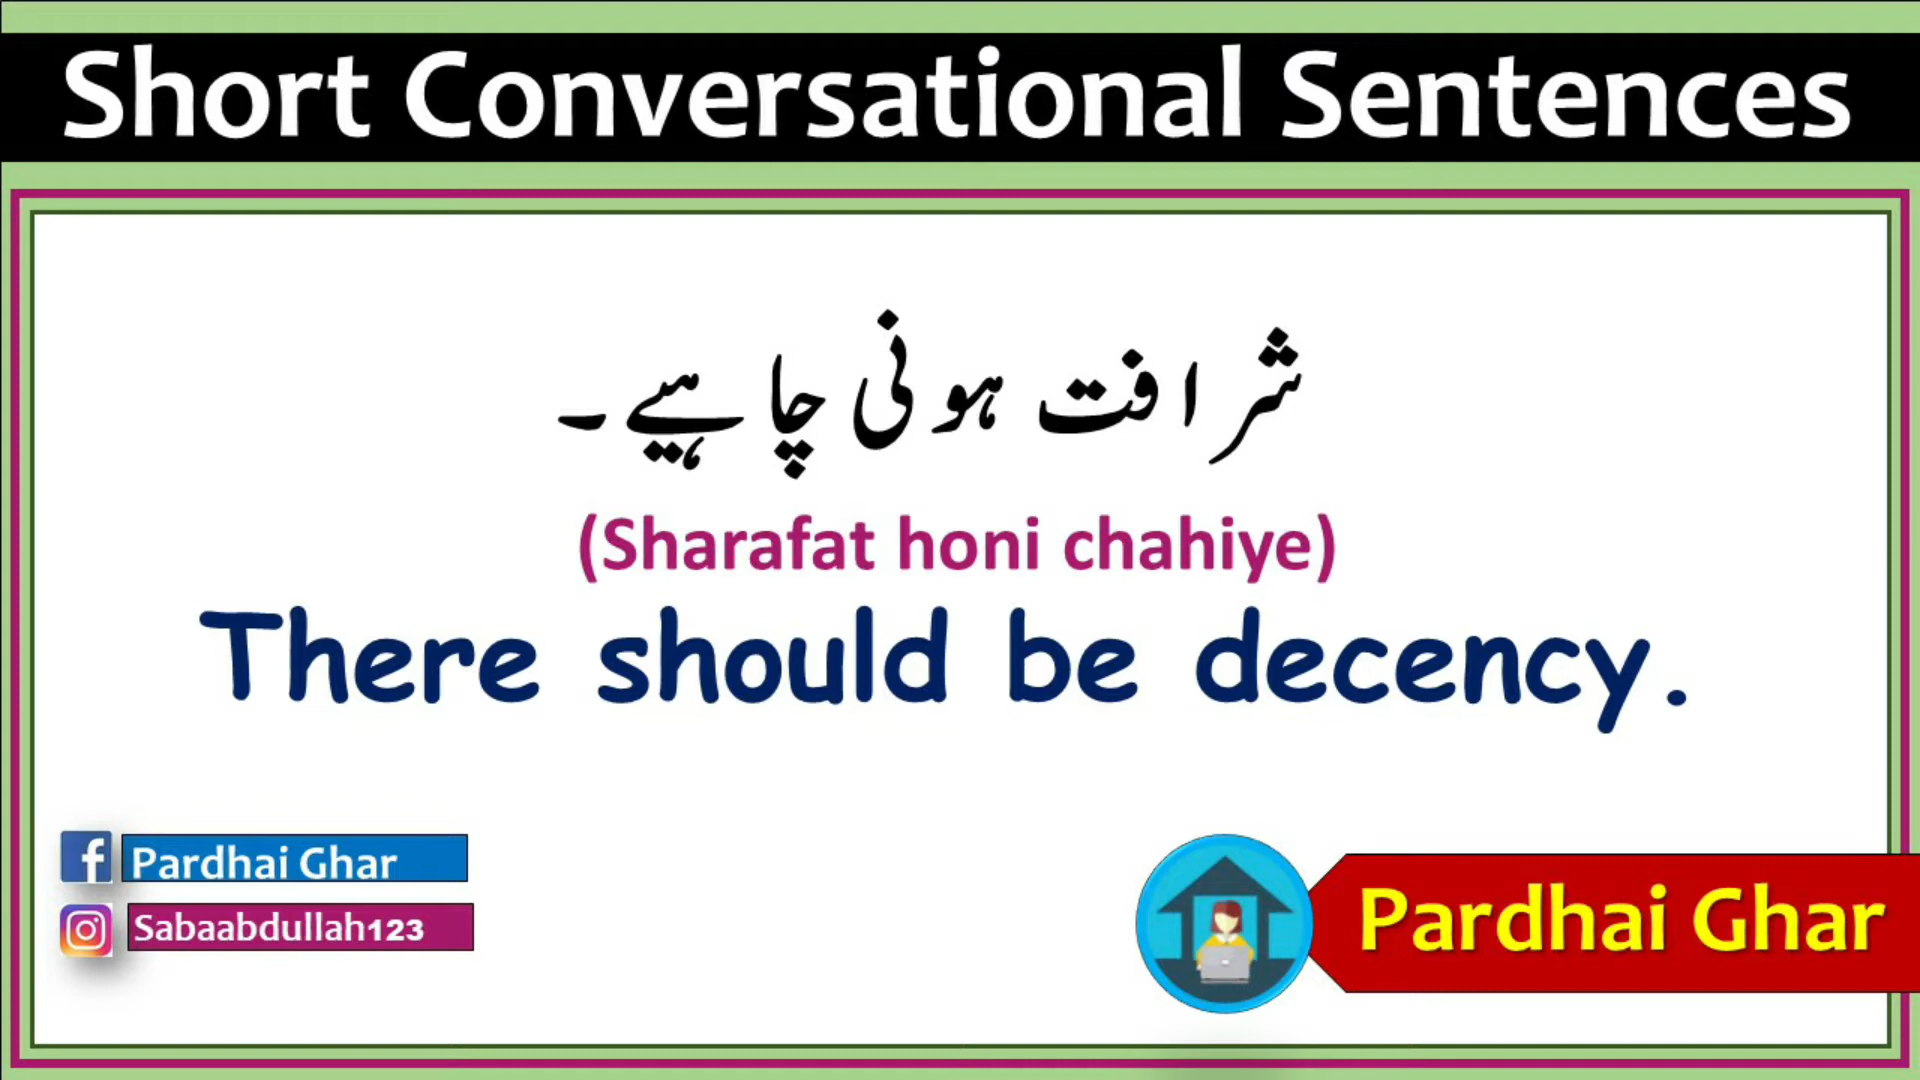 Short Conversational Sentences
شرافت ہونی چاہیے۔
(Sharafat honi chahiye)
There should be decency.
Pardhai Ghar
Sabaabdullah123
Pardhai Ghar